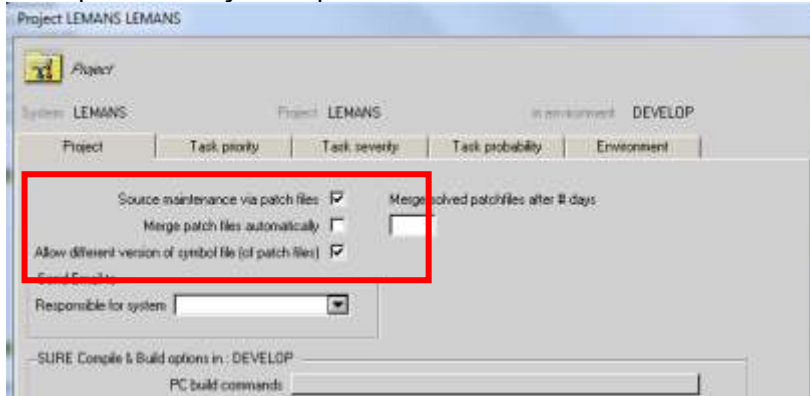 Project LEMANS LEMANS
Project
System LEMANS Project LEMANS in environment DEVELOP
Project Task priority Task severity Task probability Environment
Source maintenance via patch files Merge solved patchfiles after # days
Merge patch files automatically
Allow different version of symbol file (of patch files)
Send Email to
Responsible for system
SURE Compile & Build options in : DEVELOP
PC build commands